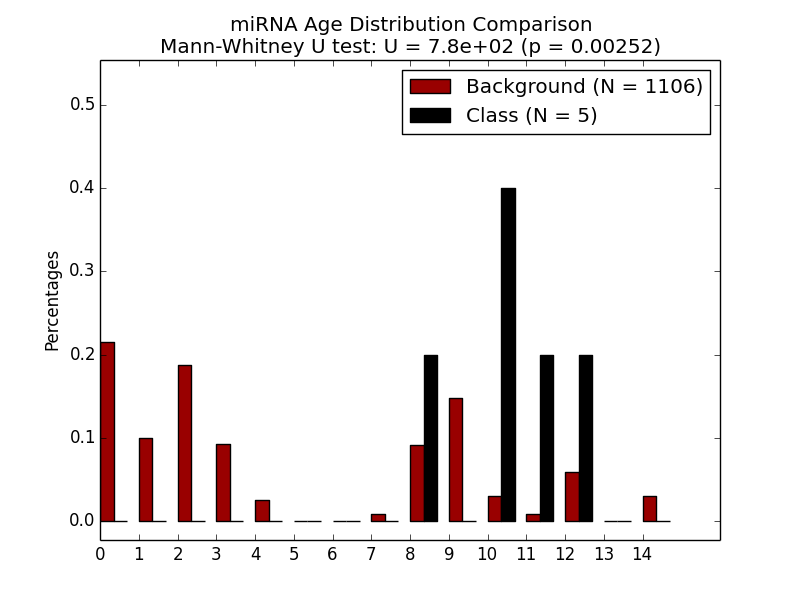 miRNA Age Distribution Comparison
Mann-Whitney U test: U = 7.8e+02 (p = 0.00252)
Background (N = 1106)
Class (N = 5)
Percentages
0.5
0.4
0.3
0.2
0.1
0.0
0 1 2 3 4 5 6 7 8 9 10 11 12 13 14